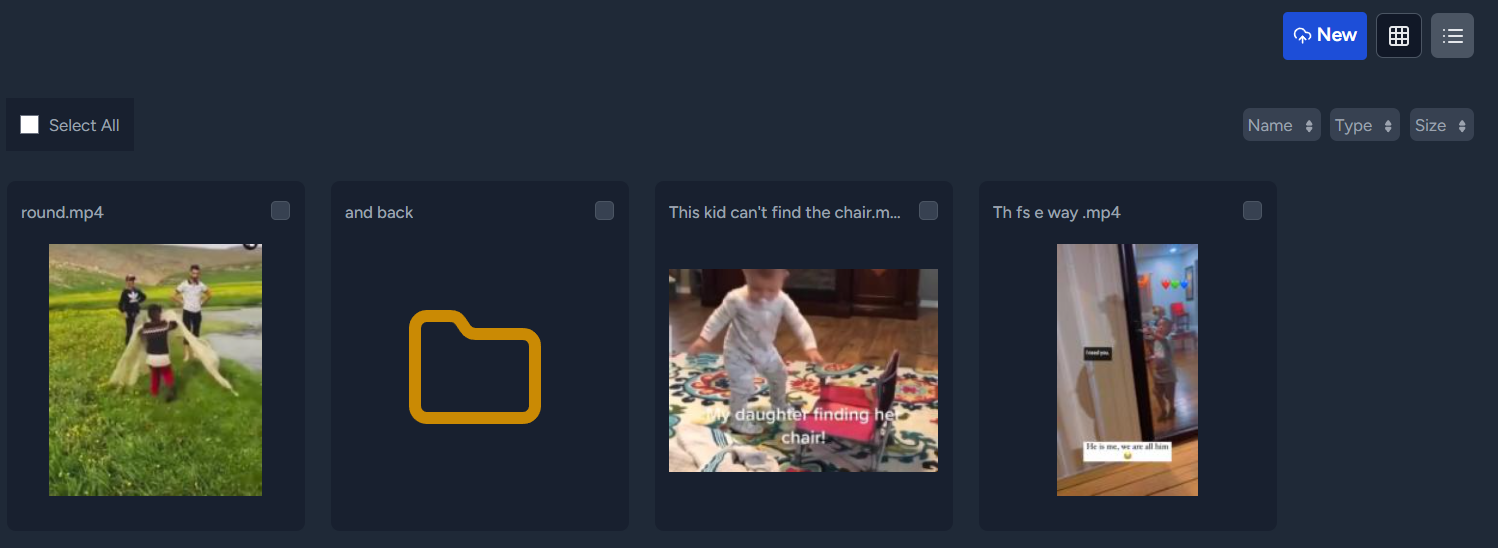 New
Select All
Name
Type
Size
round.mp4
and back
This kid can't find the chair.m...
Th fs e way .mp4
My daughter finding her
chair!
I need you.
He is me, we are all him